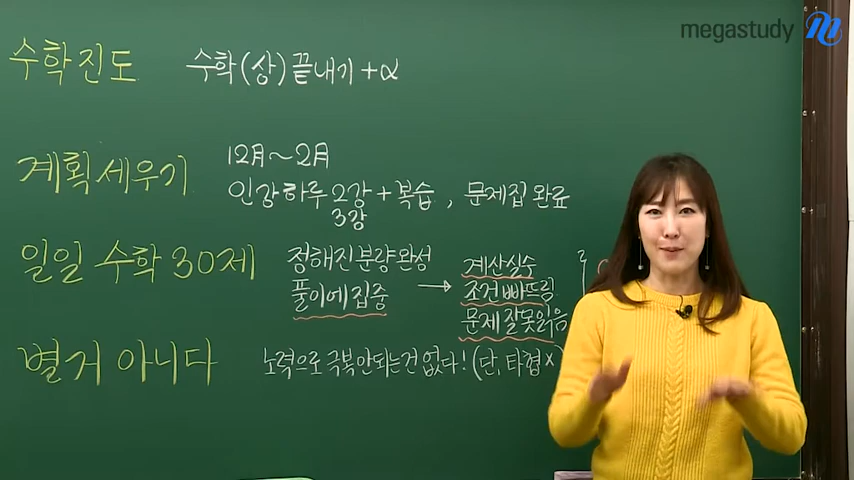 megastudy
수학진도 수학(상) 끝내기 +α
계획세우기 12月~2月
인강하루 2강 + 복습, 문제집 완료
3강
일일 수학 30제 정해진 분량 완성
풀이에 집중 → 계산실수
조건 빠뜨림
문제 잘못읽음
별거 아니다 노력으로 극복 안되는건 없다! (단, 타협 x